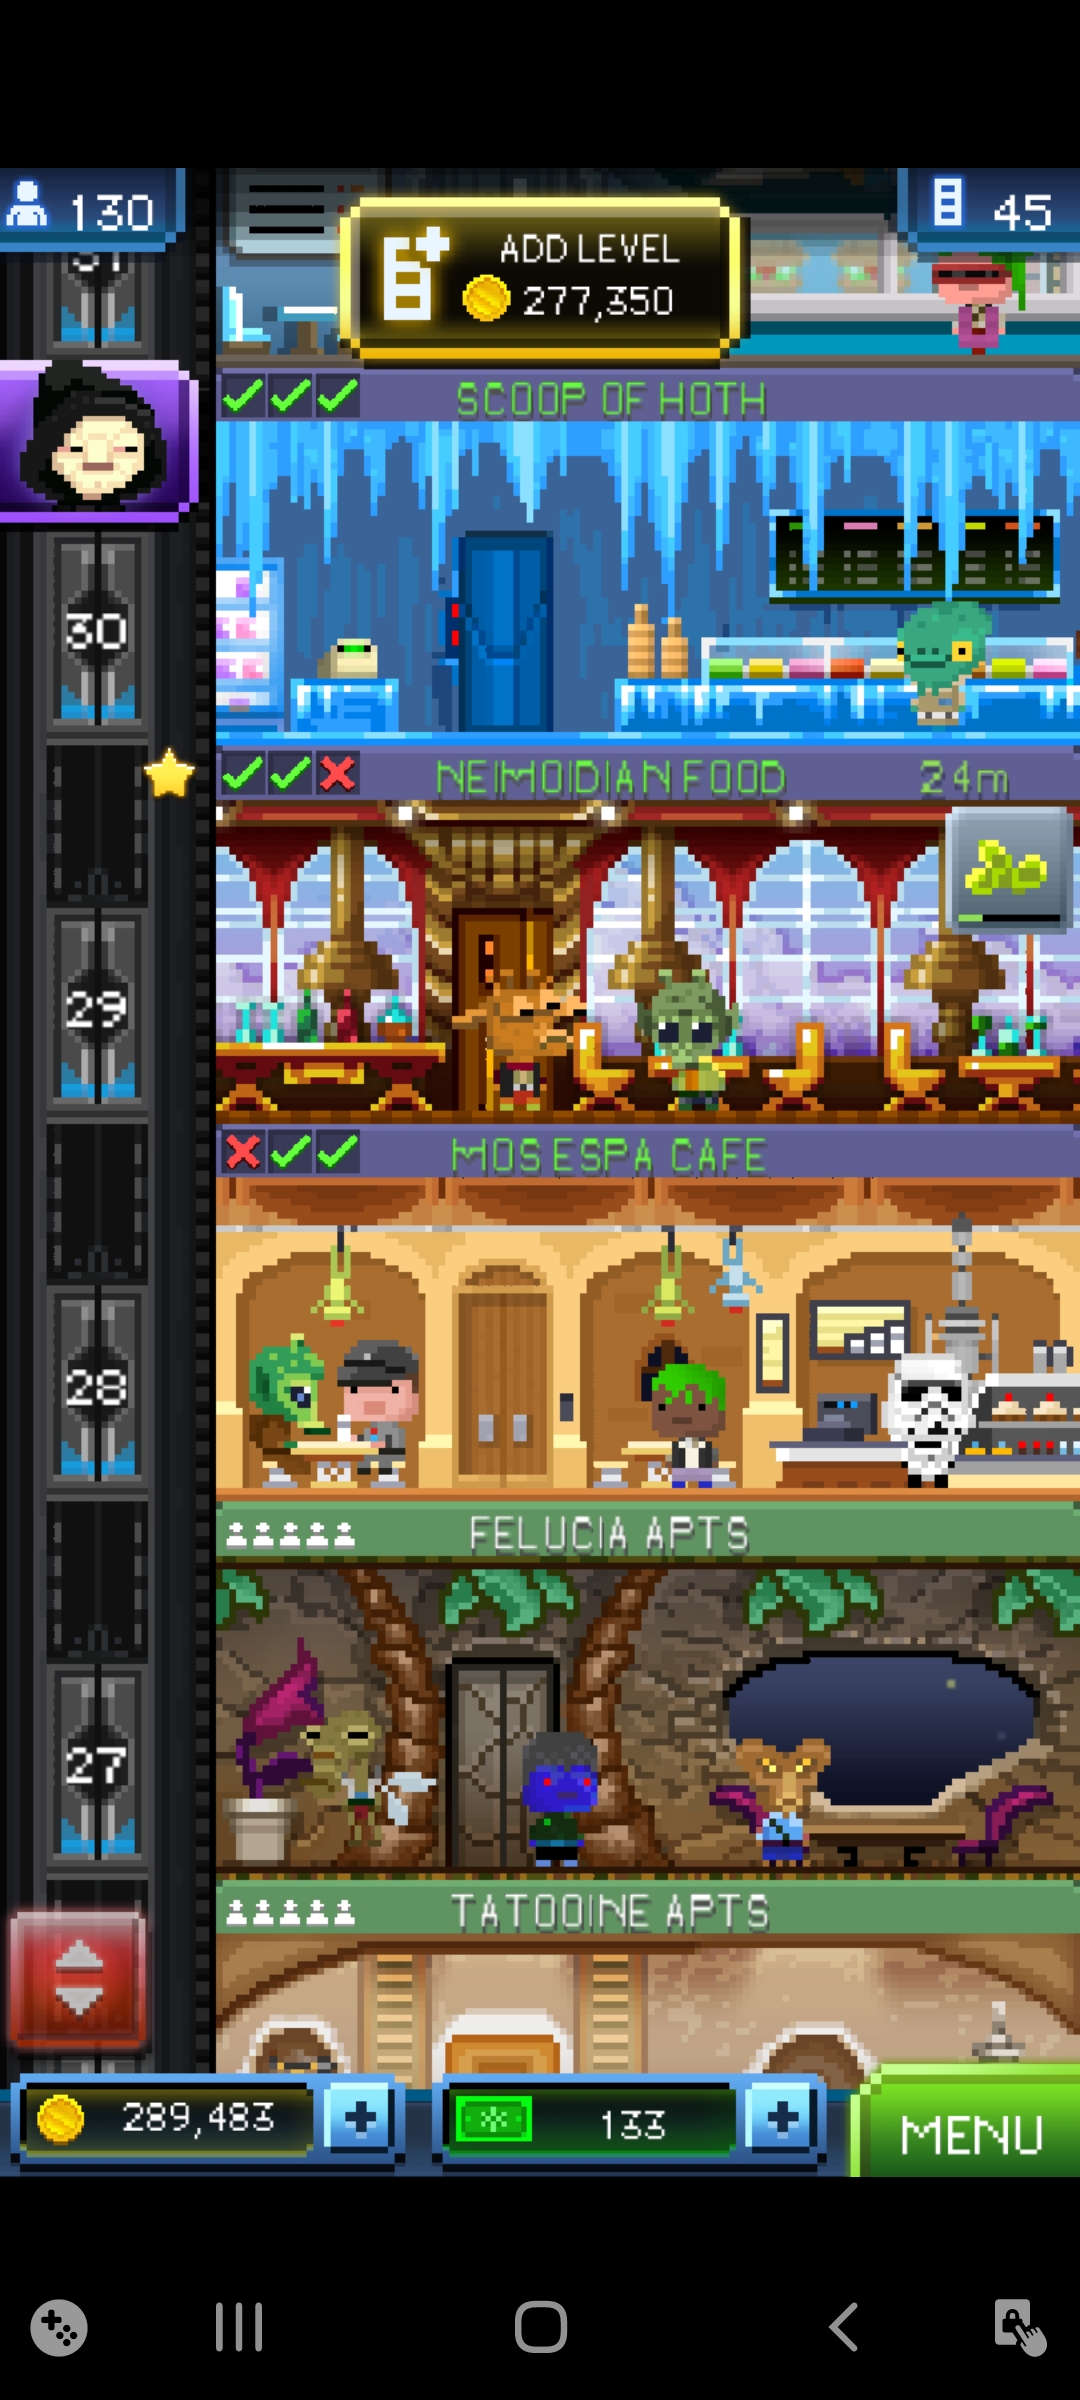 130
ADD LEVEL
277,350
45
31
SCOOP OF HOTH
30
NEIMOIDIAN FOOD
24m
29
MOS ESPA CAFE
28
FELUCIA APTS
27
TATOOINE APTS
289,483
133
MENU